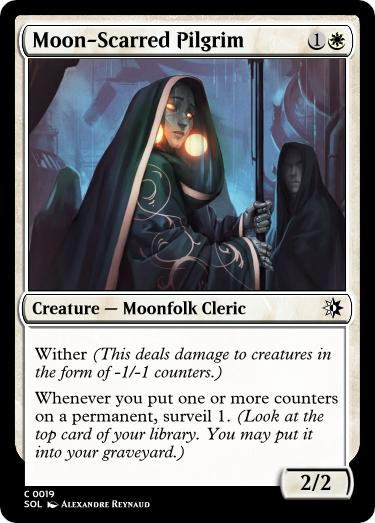 Moon-Scarred Pilgrim 1
Creature — Moonfolk Cleric
Wither (This deals damage to creatures in
the form of -1/-1 counters.)
Whenever you put one or more counters
on a permanent, surveil 1. (Look at the
top card of your library. You may put it
into your graveyard.)
2/2
C 0019
SOL Alexandre Reynaud